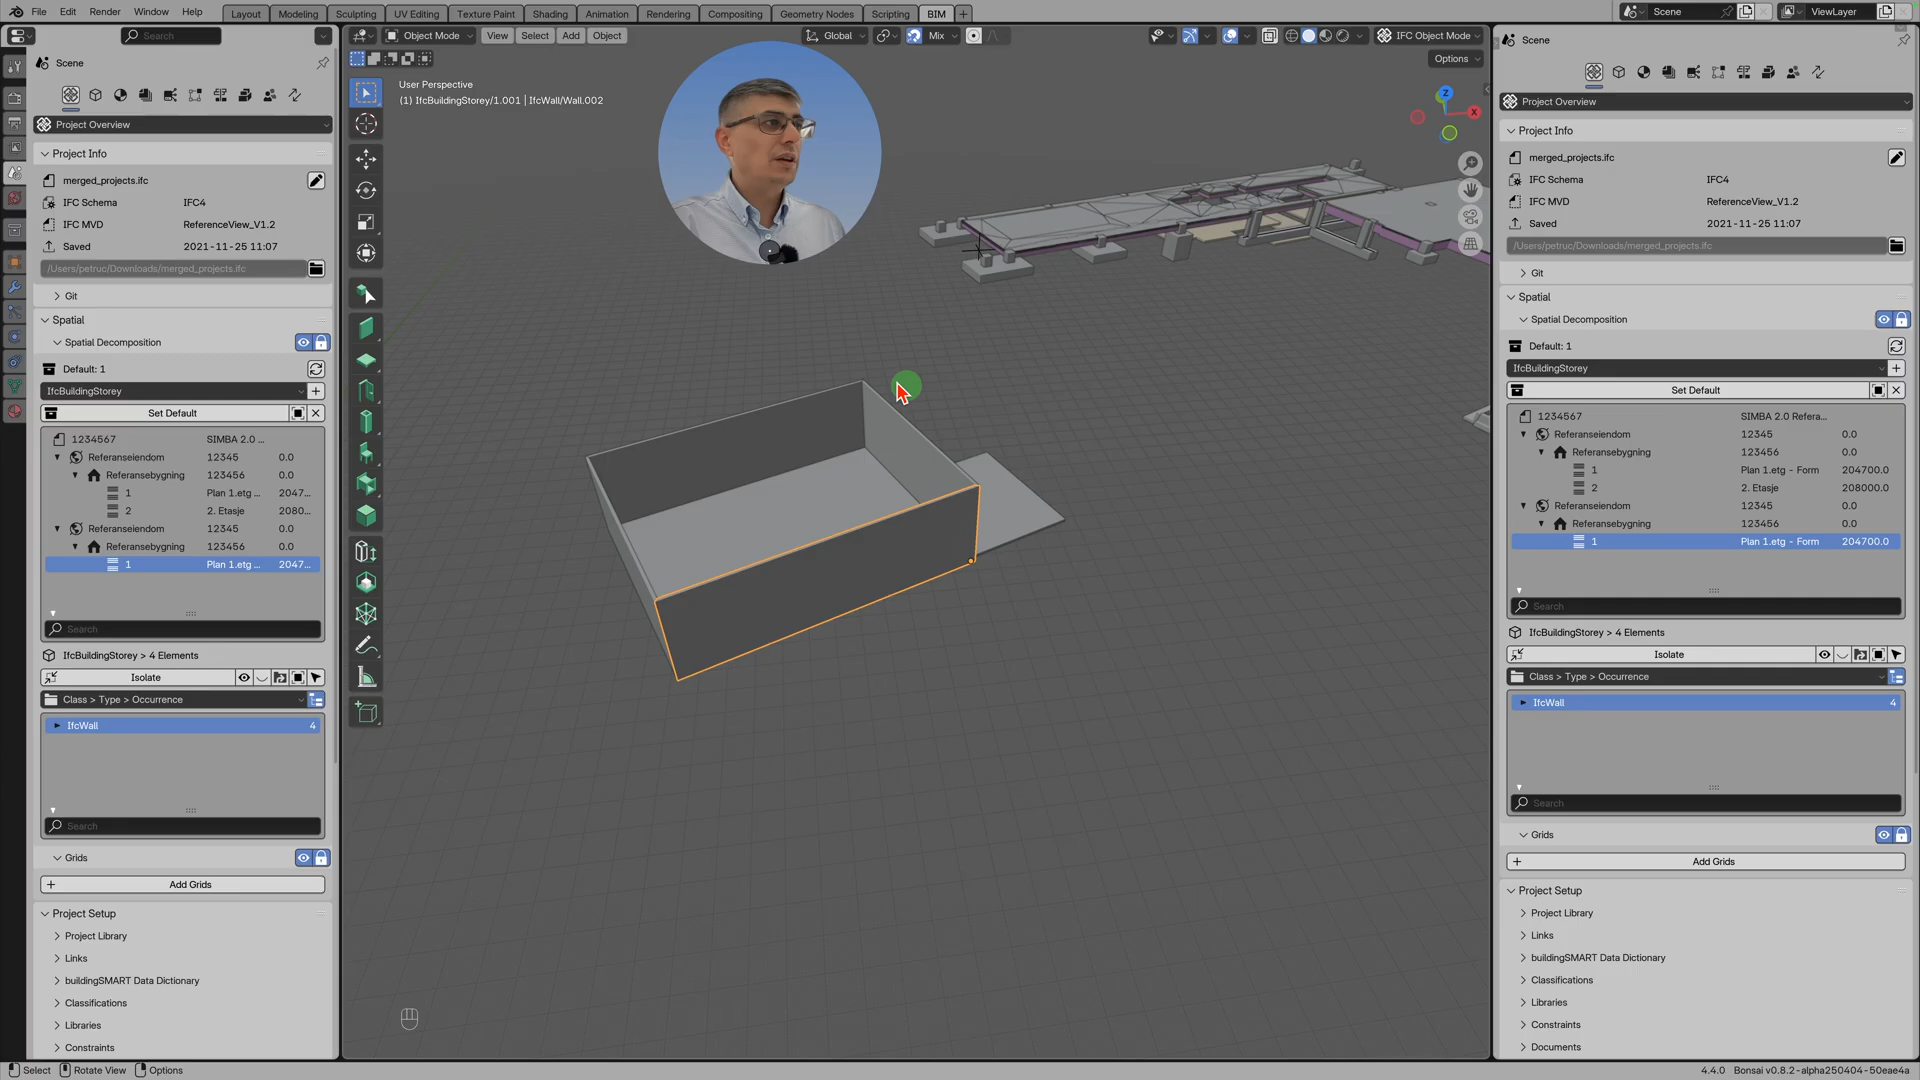 File Edit Render Window Help Layout Modeling Sculpting UV Editing Texture Paint Shading Animation Rendering Compositing Geometry Nodes Scripting BIM + Scene ViewLayer
Search
Object Mode View Select Add Object Global Mix IFC Object Mode
Options
Scene
Project Overview
Project Info
merged_projects.ifc
IFC Schema IFC4
IFC MVD ReferenceView_V1.2
Saved 2021-11-25 11:07
/Users/petruc/Downloads/merged_projects.ifc
Git
Spatial
Spatial Decomposition
Default: 1
IfcBuildingStorey
Set Default
1234567 SIMBA 2.0 ...
Referanseiendom 12345 0.0
Referansebygning 123456 0.0
1 Plan 1.etg ... 2047...
2 2. Etasje 2080...
Referanseiendom 12345 0.0
Referansebygning 123456 0.0
1 Plan 1.etg ... 2047...
Search
IfcBuildingStorey > 4 Elements
Isolate
Class > Type > Occurrence
IfcWall 4
Search
Grids
Add Grids
Project Setup
Project Library
Links
buildingSMART Data Dictionary
Classifications
Libraries
Constraints
User Perspective
(1) IfcBuildingStorey/1.001 | IfcWall/Wall.002
Z
X
Scene
Project Overview
Project Info
merged_projects.ifc
IFC Schema IFC4
IFC MVD ReferenceView_V1.2
Saved 2021-11-25 11:07
/Users/petruc/Downloads/merged_projects.ifc
Git
Spatial
Spatial Decomposition
Default: 1
IfcBuildingStorey
Set Default
1234567 SIMBA 2.0 Refera...
Referanseiendom 12345 0.0
Referansebygning 123456 0.0
1 Plan 1.etg - Form 204700.0
2 2. Etasje 208000.0
Referanseiendom 12345 0.0
Referansebygning 123456 0.0
1 Plan 1.etg - Form 204700.0
Search
IfcBuildingStorey > 4 Elements
Isolate
Class > Type > Occurrence
IfcWall 4
Search
Grids
Add Grids
Project Setup
Project Library
Links
buildingSMART Data Dictionary
Classifications
Libraries
Constraints
Documents
Select Rotate View Options 4.4.0 Bonsai v0.8.2-alpha250404-50eae4a